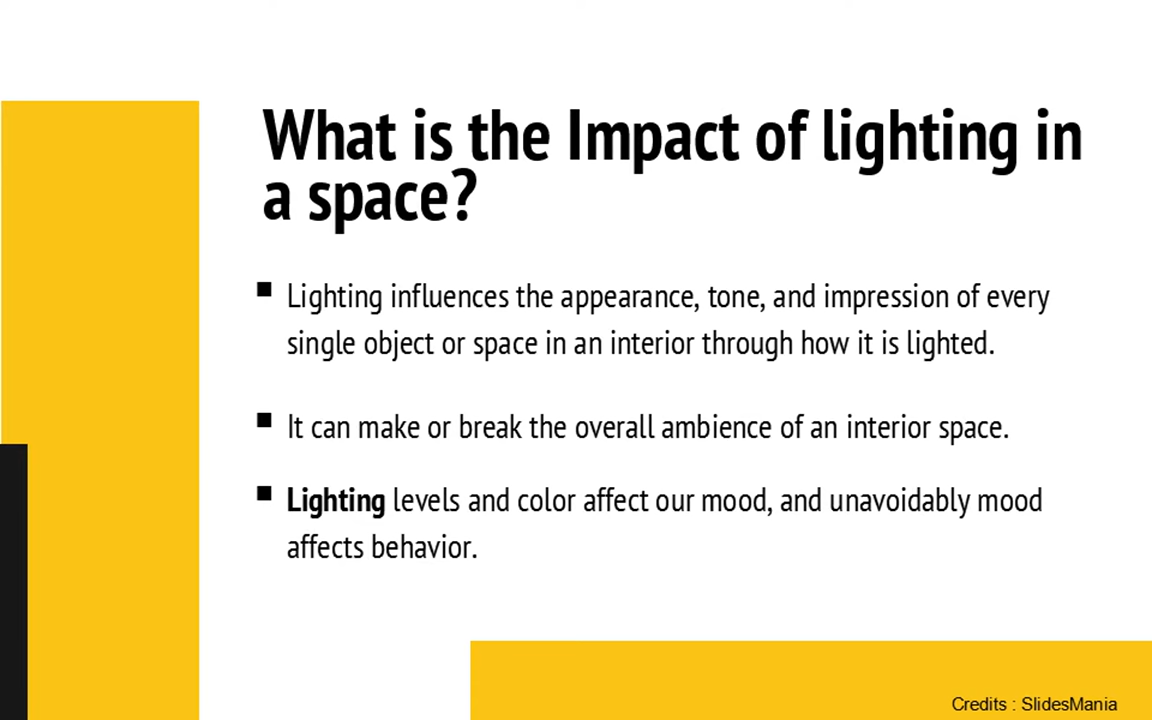 What is the Impact of lighting in
a space?
▪ Lighting influences the appearance, tone, and impression of every
single object or space in an interior through how it is lighted.
▪ It can make or break the overall ambience of an interior space.
▪ Lighting levels and color affect our mood, and unavoidably mood
affects behavior.
Credits : SlidesMania